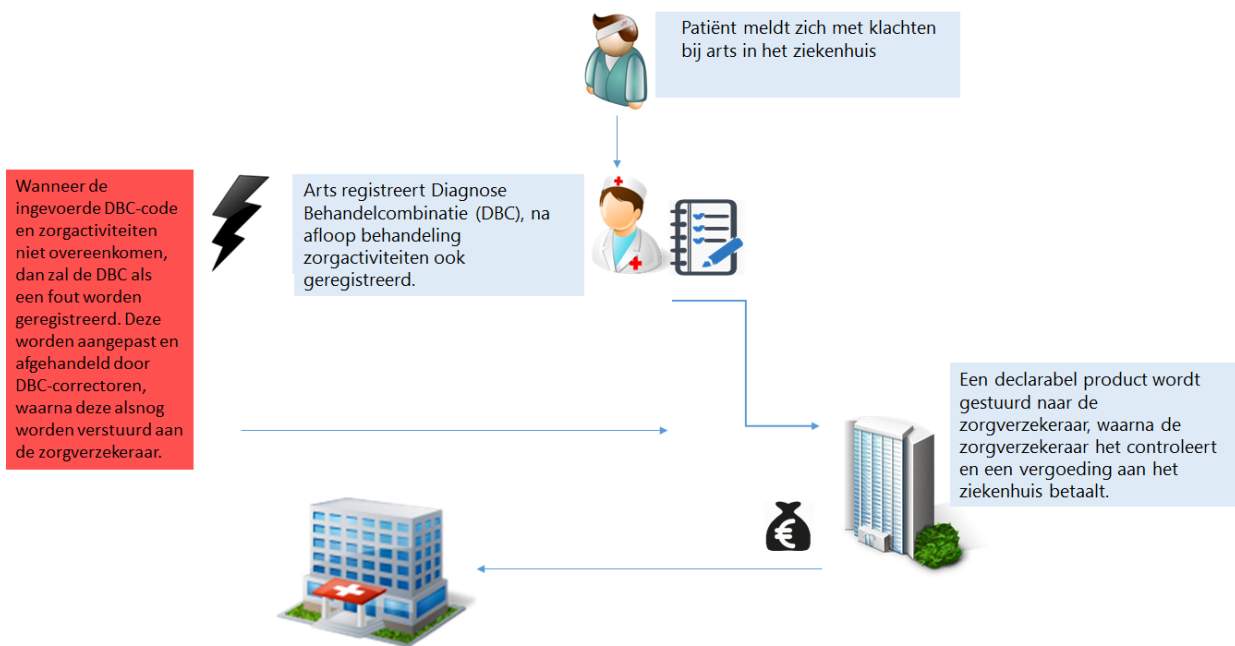 Patiënt meldt zich met klachten
bij arts in het ziekenhuis
Wanneer de
ingevoerde DBC-code
en zorgactiviteiten
niet overeenkomen,
dan zal de DBC als
een fout worden
geregistreerd. Deze
worden aangepast en
afgehandeld door
DBC-correctoren,
waarna deze alsnog
worden verstuurd aan
de zorgverzekeraar.
Arts registreert Diagnose
Behandelcombinatie (DBC), na
afloop behandeling
zorgactiviteiten ook
geregistreerd.
Een declarabel product wordt
gestuurd naar de
zorgverzekeraar, waarna de
zorgverzekeraar het controleert
en een vergoeding aan het
ziekenhuis betaalt.
€